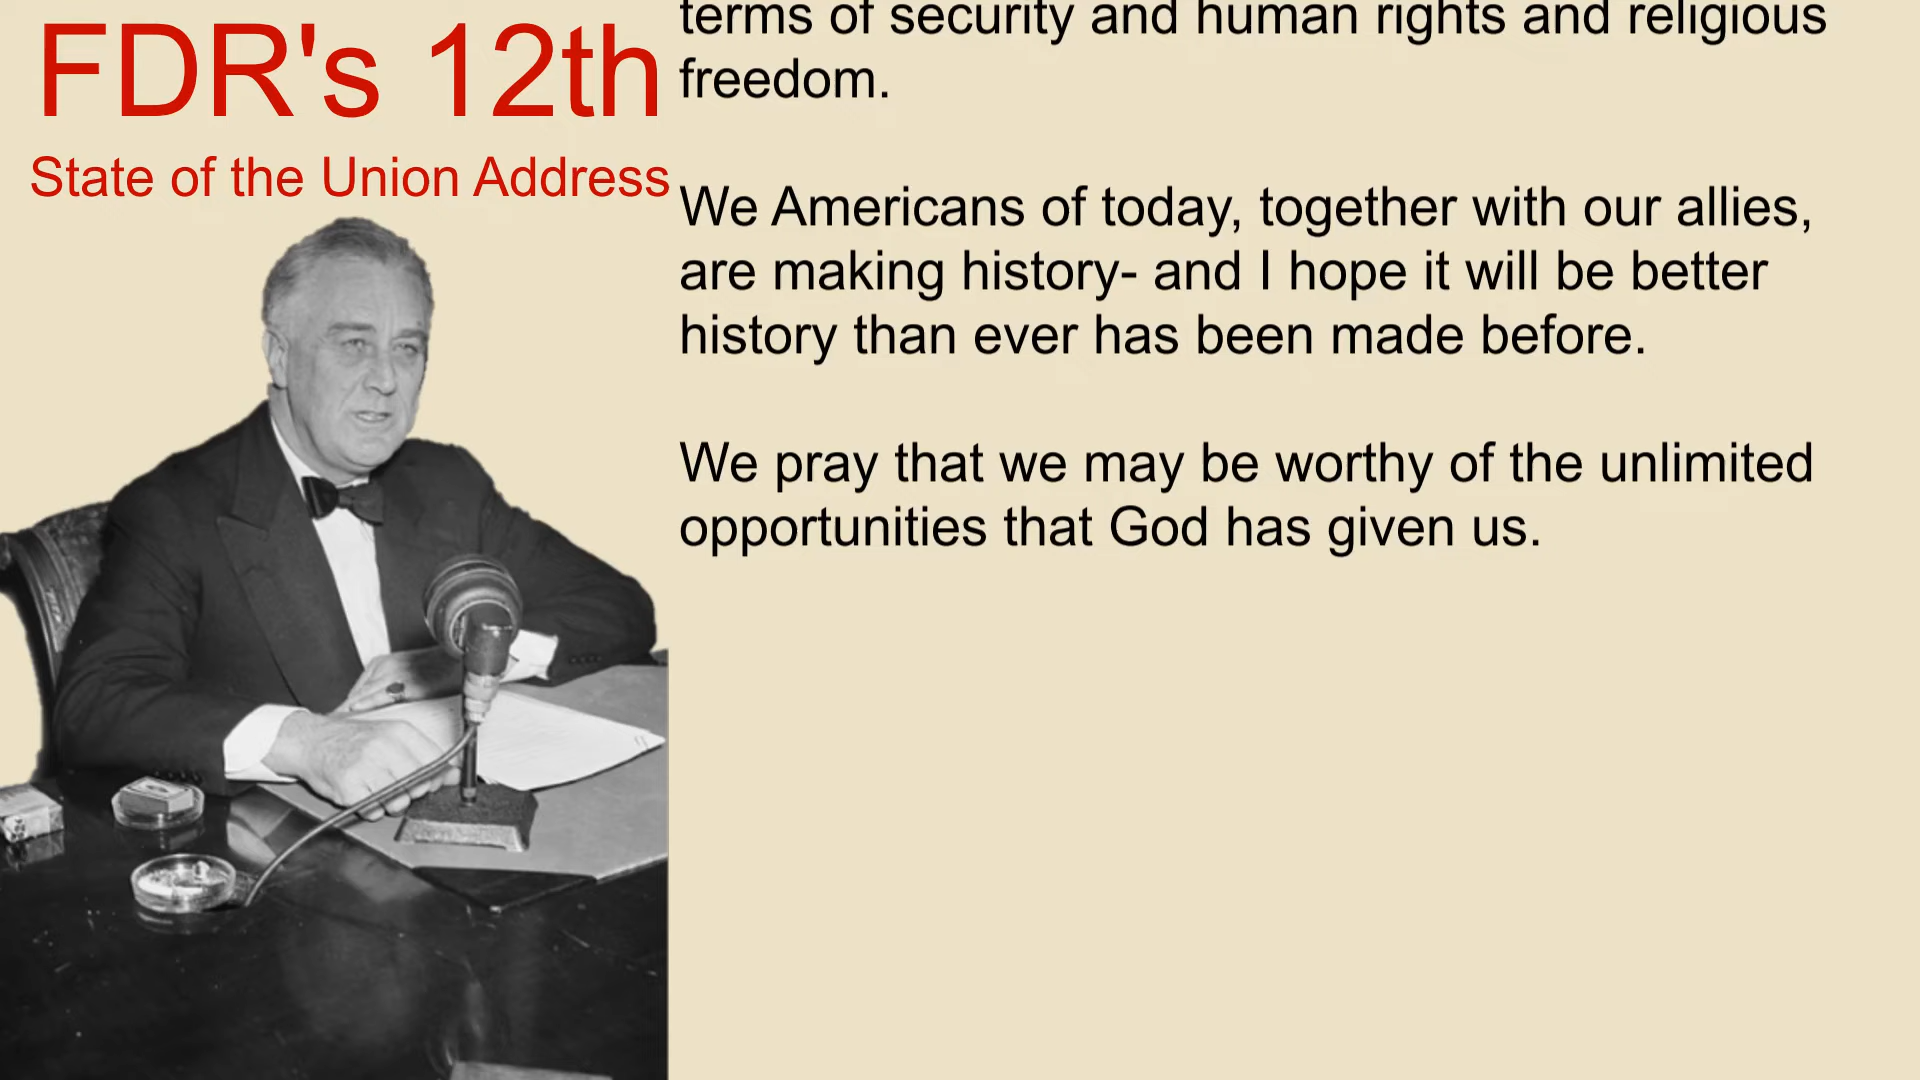 FDR's 12th
State of the Union Address
terms of security and human rights and religious
freedom.
We Americans of today, together with our allies,
are making history- and I hope it will be better
history than ever has been made before.
We pray that we may be worthy of the unlimited
opportunities that God has given us.